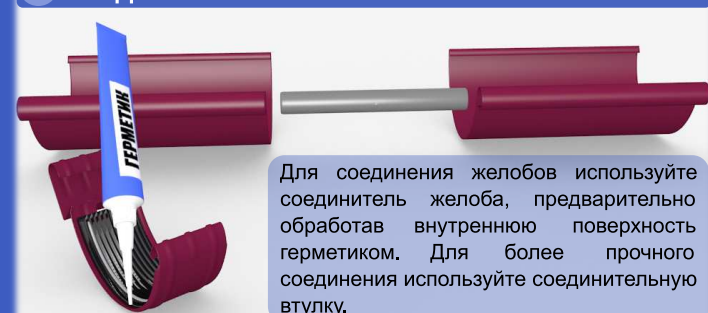 ГЕРМЕТИК
Для соединения желобов используйте
соединитель желоба, предварительно
обработав внутреннюю поверхность
герметиком. Для более прочного
соединения используйте соединительную
втулку.